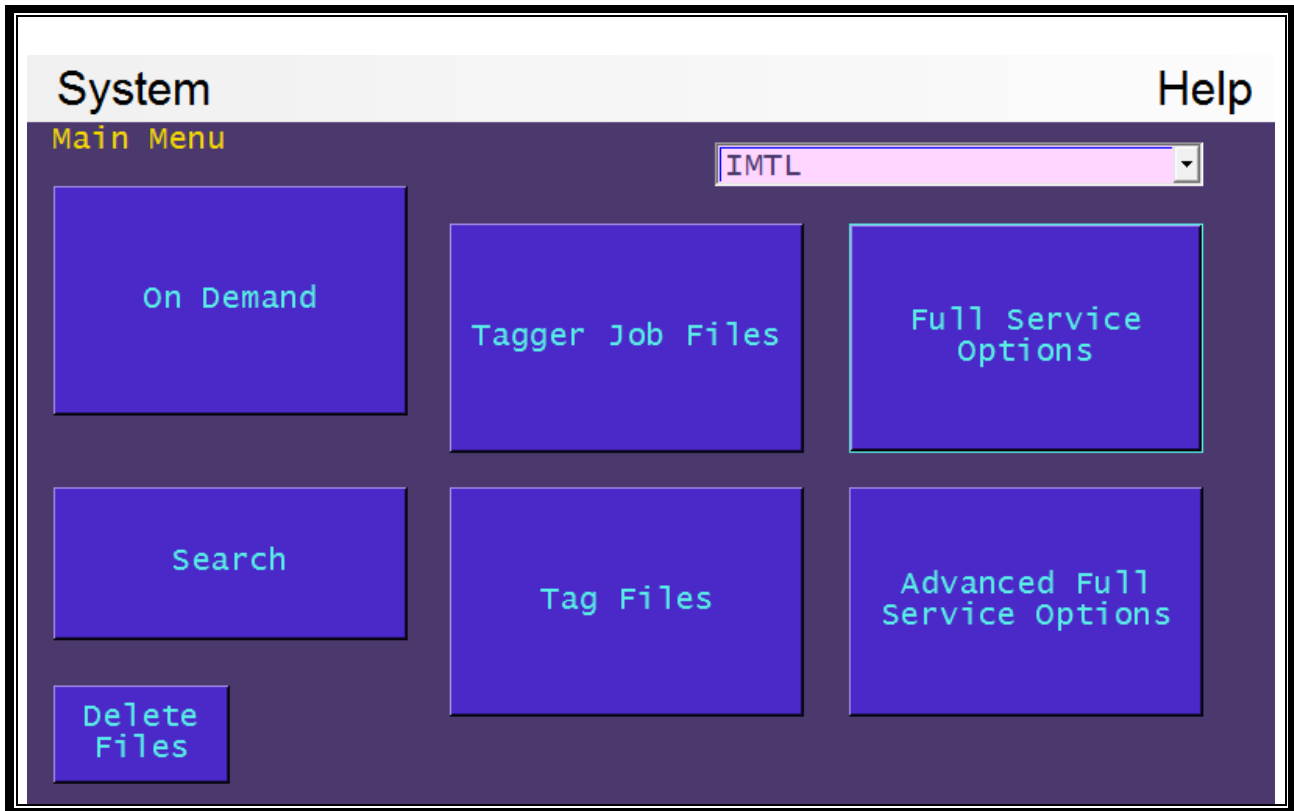 System
Help
Main Menu
IMTL
On Demand
Tagger Job Files
Full Service
Options
Search
Tag Files
Advanced Full
Service Options
Delete
Files